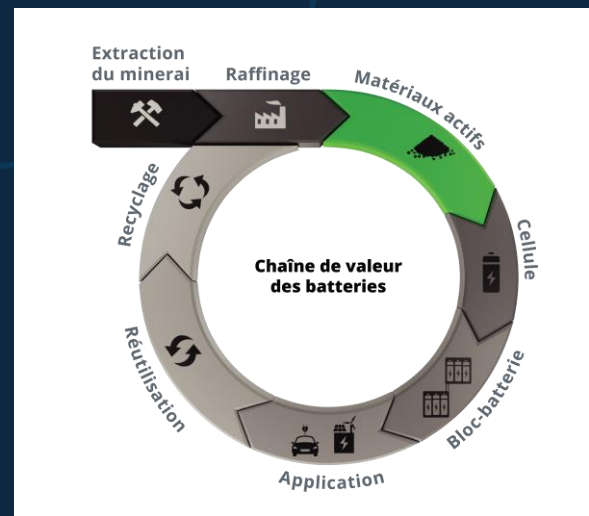 Extraction
du minerai
Raffinage
Matériaux actifs
Cellule
Bloc-batterie
Application
Réutilisation
Recyclage
Chaîne de valeur
des batteries